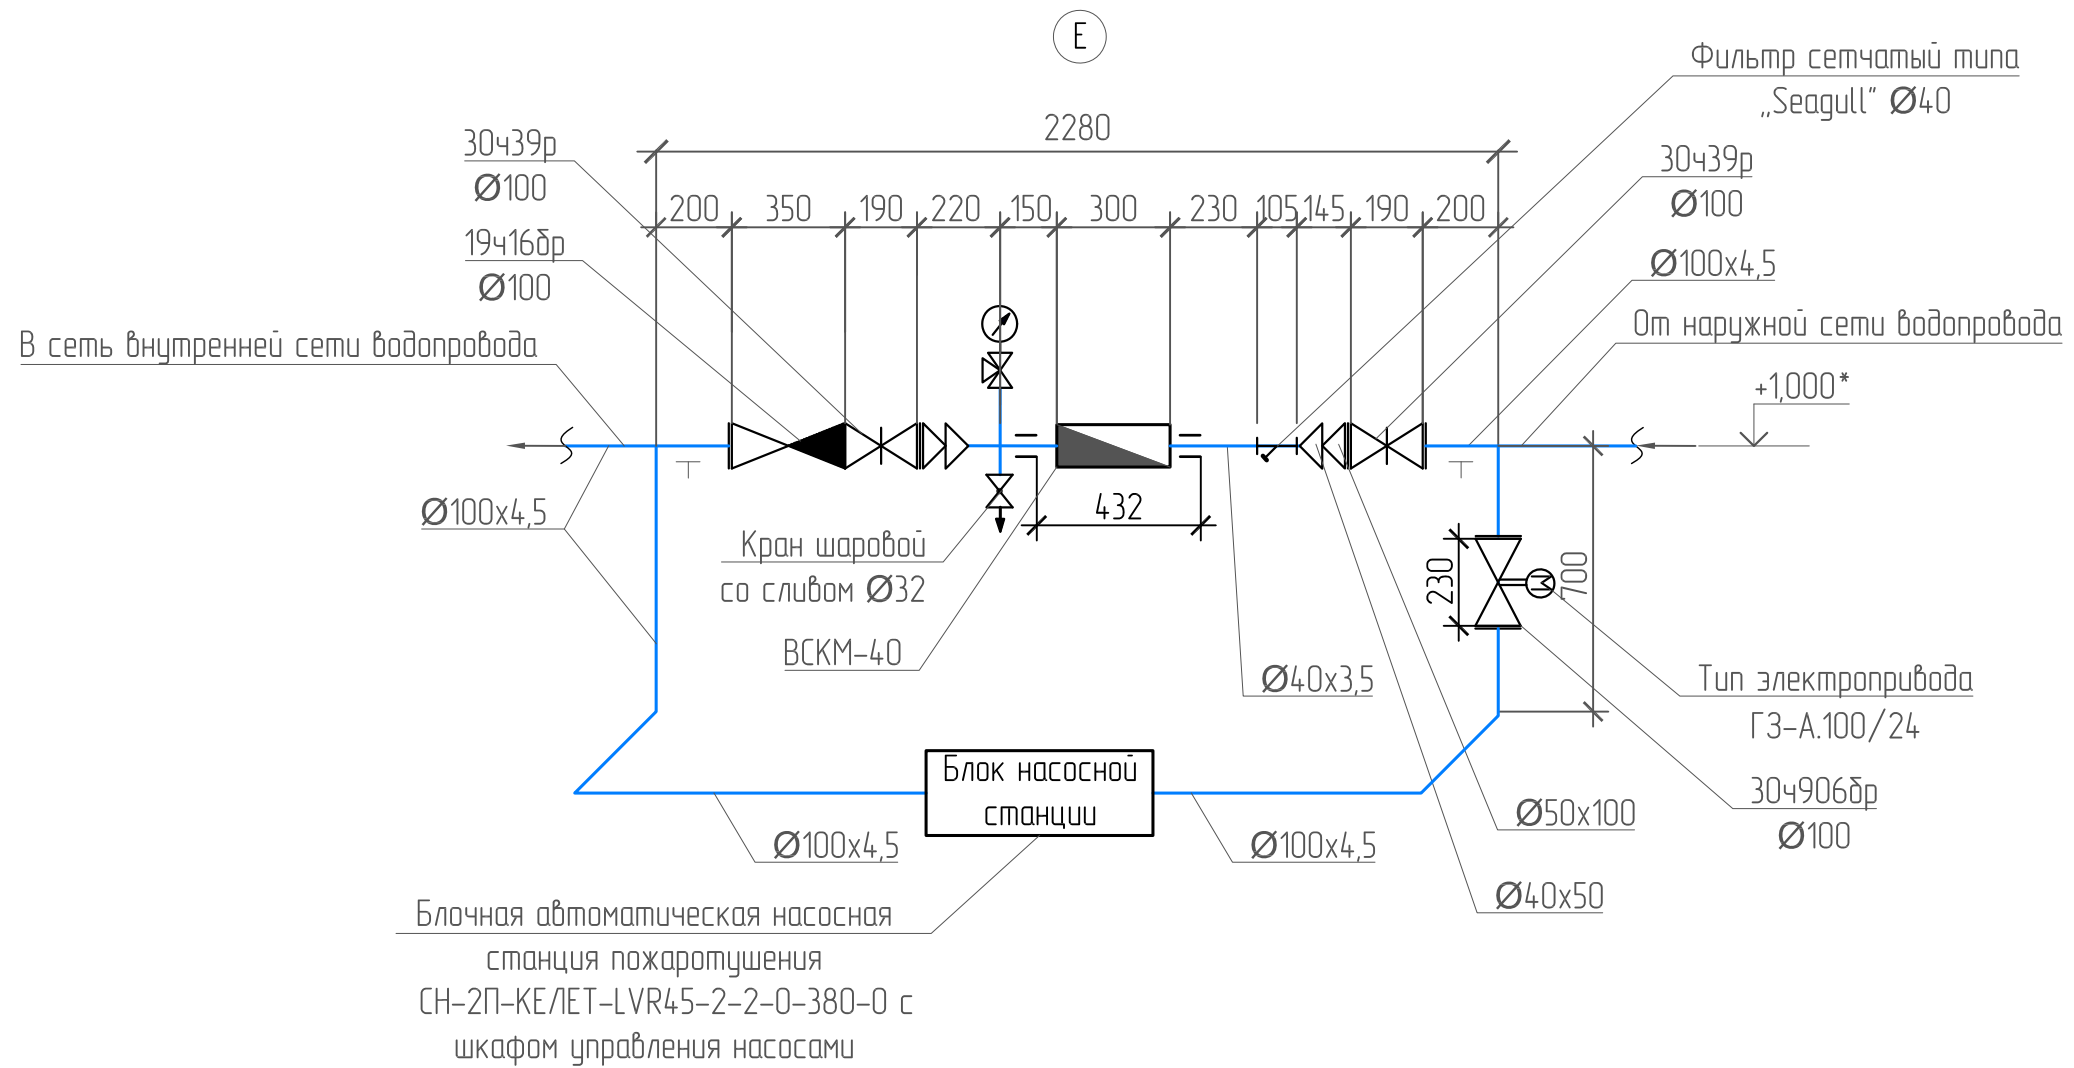 Е
Фильтр сетчатый типа
„Seagull" Ø40
2280
30ч39р
Ø100
30ч39р
Ø100
200 350 190 220 150 300 230 105 145 190 200
19ч16бр
Ø100
Ø100х4,5
От наружной сети водопровода
В сеть внутренней сети водопровода
+1,000*
Ø100х4,5
432
Кран шаровой
со сливом Ø32
230
М
700
ВСКМ-40
Ø40х3,5
Тип электропривода
ГЗ-А.100/24
Блок насосной
станции
30ч906бр
Ø100
Ø50х100
Ø100х4,5
Ø100х4,5
Ø40х50
Блочная автоматическая насосная
станция пожаротушения
СН-2П-КЕЛЕТ-LVR45-2-2-0-380-0 с
шкафом управления насосами